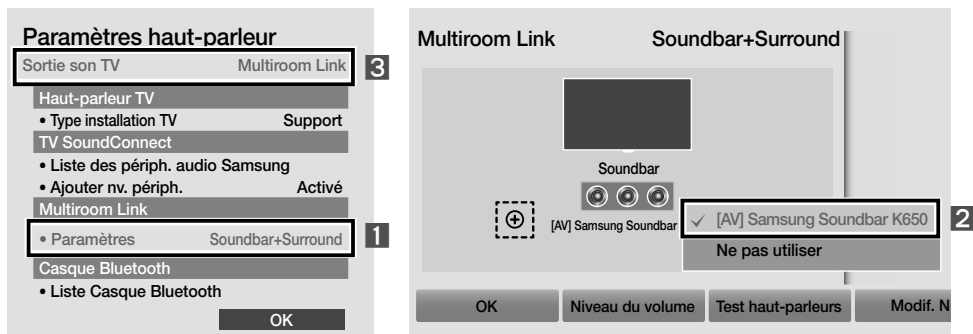 Paramètres haut-parleur
Sortie son TV Multiroom Link
3
Haut-parleur TV
• Type installation TV Support
TV SoundConnect
• Liste des périph. audio Samsung
• Ajouter nv. périph. Activé
Multiroom Link
• Paramètres Soundbar+Surround
1
Casque Bluetooth
• Liste Casque Bluetooth
OK
Multiroom Link Soundbar+Surround
Soundbar
[AV] Samsung Soundbar
[AV] Samsung Soundbar K650
2
Ne pas utiliser
OK Niveau du volume Test haut-parleurs Modif. N